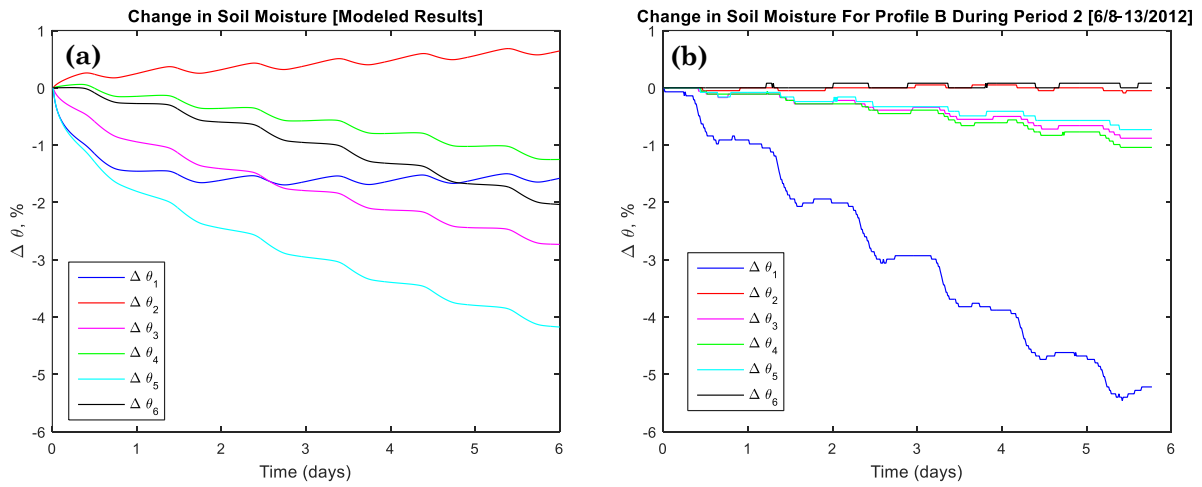 Change in Soil Moisture [Modeled Results]
(a)
1
0
-1
-2
-3
-4
-5
-6
Δ θ, %
Δ θ1
Δ θ2
Δ θ3
Δ θ4
Δ θ5
Δ θ6
0 1 2 3 4 5 6
Time (days)
Change in Soil Moisture For Profile B During Period 2 [6/8-13/2012]
(b)
1
0
-1
-2
-3
-4
-5
-6
Δ θ, %
Δ θ1
Δ θ2
Δ θ3
Δ θ4
Δ θ5
Δ θ6
0 1 2 3 4 5 6
Time (days)